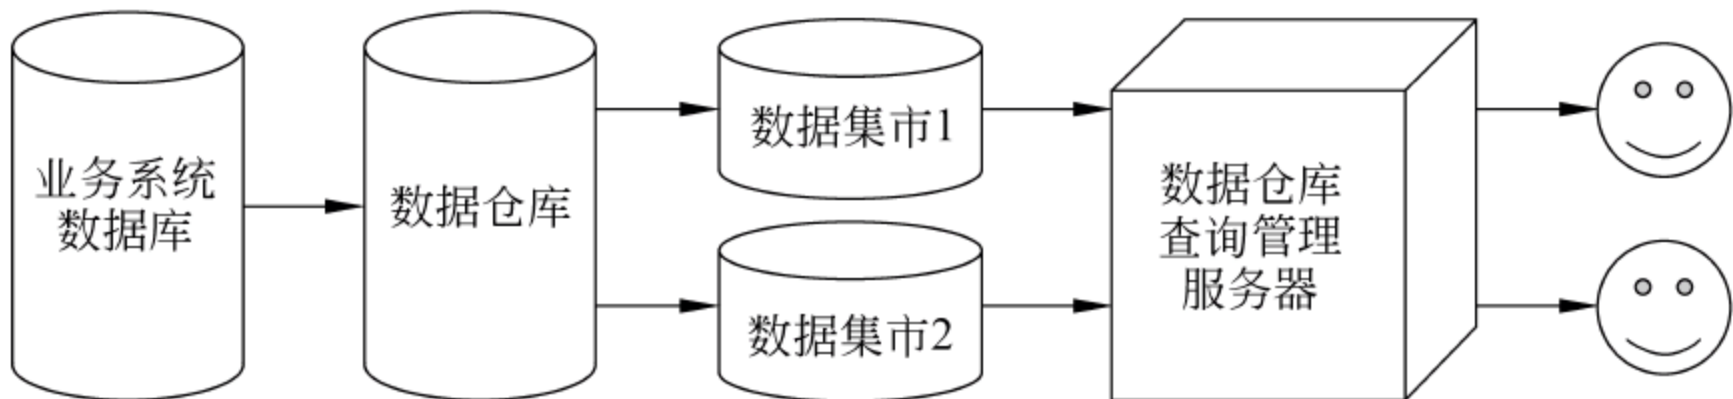 业务系统
数据库
数据仓库
数据集市1
数据集市2
数据仓库
查询管理
服务器